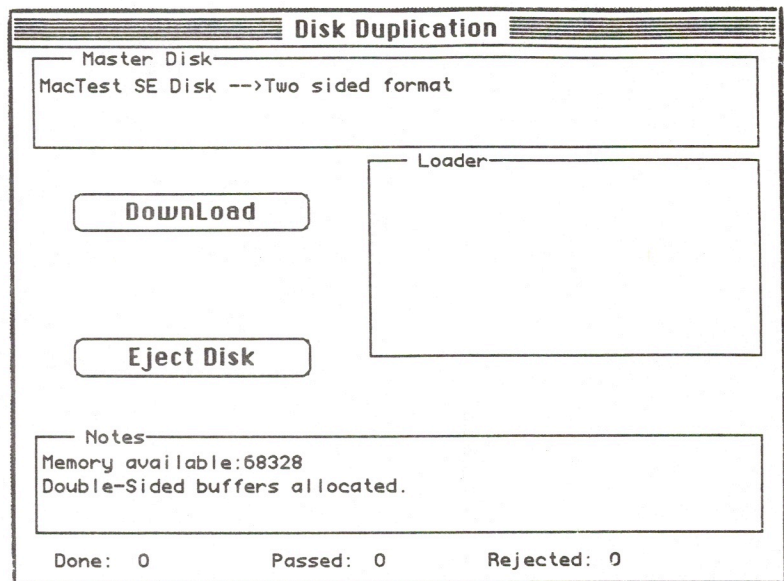 Disk Duplication
Master Disk
MacTest SE Disk -->Two sided format
Loader
DownLoad
Eject Disk
Notes
Memory available:68328
Double-Sided buffers allocated.
Done: 0 Passed: 0 Rejected: 0